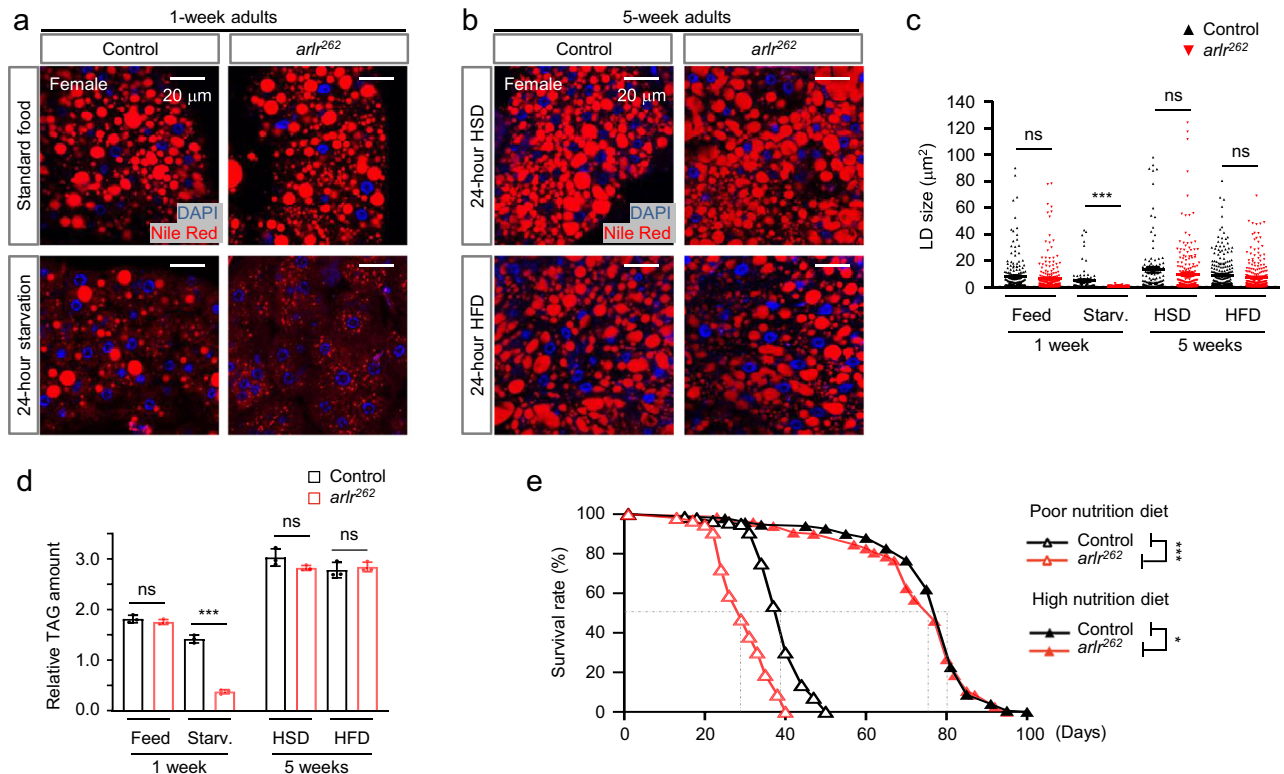 a
1-week adults
Control
arlr²⁶²
Standard food
24-hour starvation
Female
20 μm
DAPI
Nile Red
b
5-week adults
Control
arlr²⁶²
24-hour HSD
24-hour HFD
Female
20 μm
DAPI
Nile Red
c
Control
arlr²⁶²
LD size (μm²)
140
120
100
80
60
40
20
0
ns
***
ns
ns
Feed Starv. HSD HFD
1 week 5 weeks
d
Control
arlr²⁶²
Relative TAG amount
3.0
2.0
1.0
0.0
ns
***
ns
ns
Feed Starv. HSD HFD
1 week 5 weeks
e
Survival rate (%)
100
80
60
40
20
0
0 20 40 60 80 100 (Days)
Poor nutrition diet
Control
arlr²⁶²
***
High nutrition diet
Control
arlr²⁶²
*